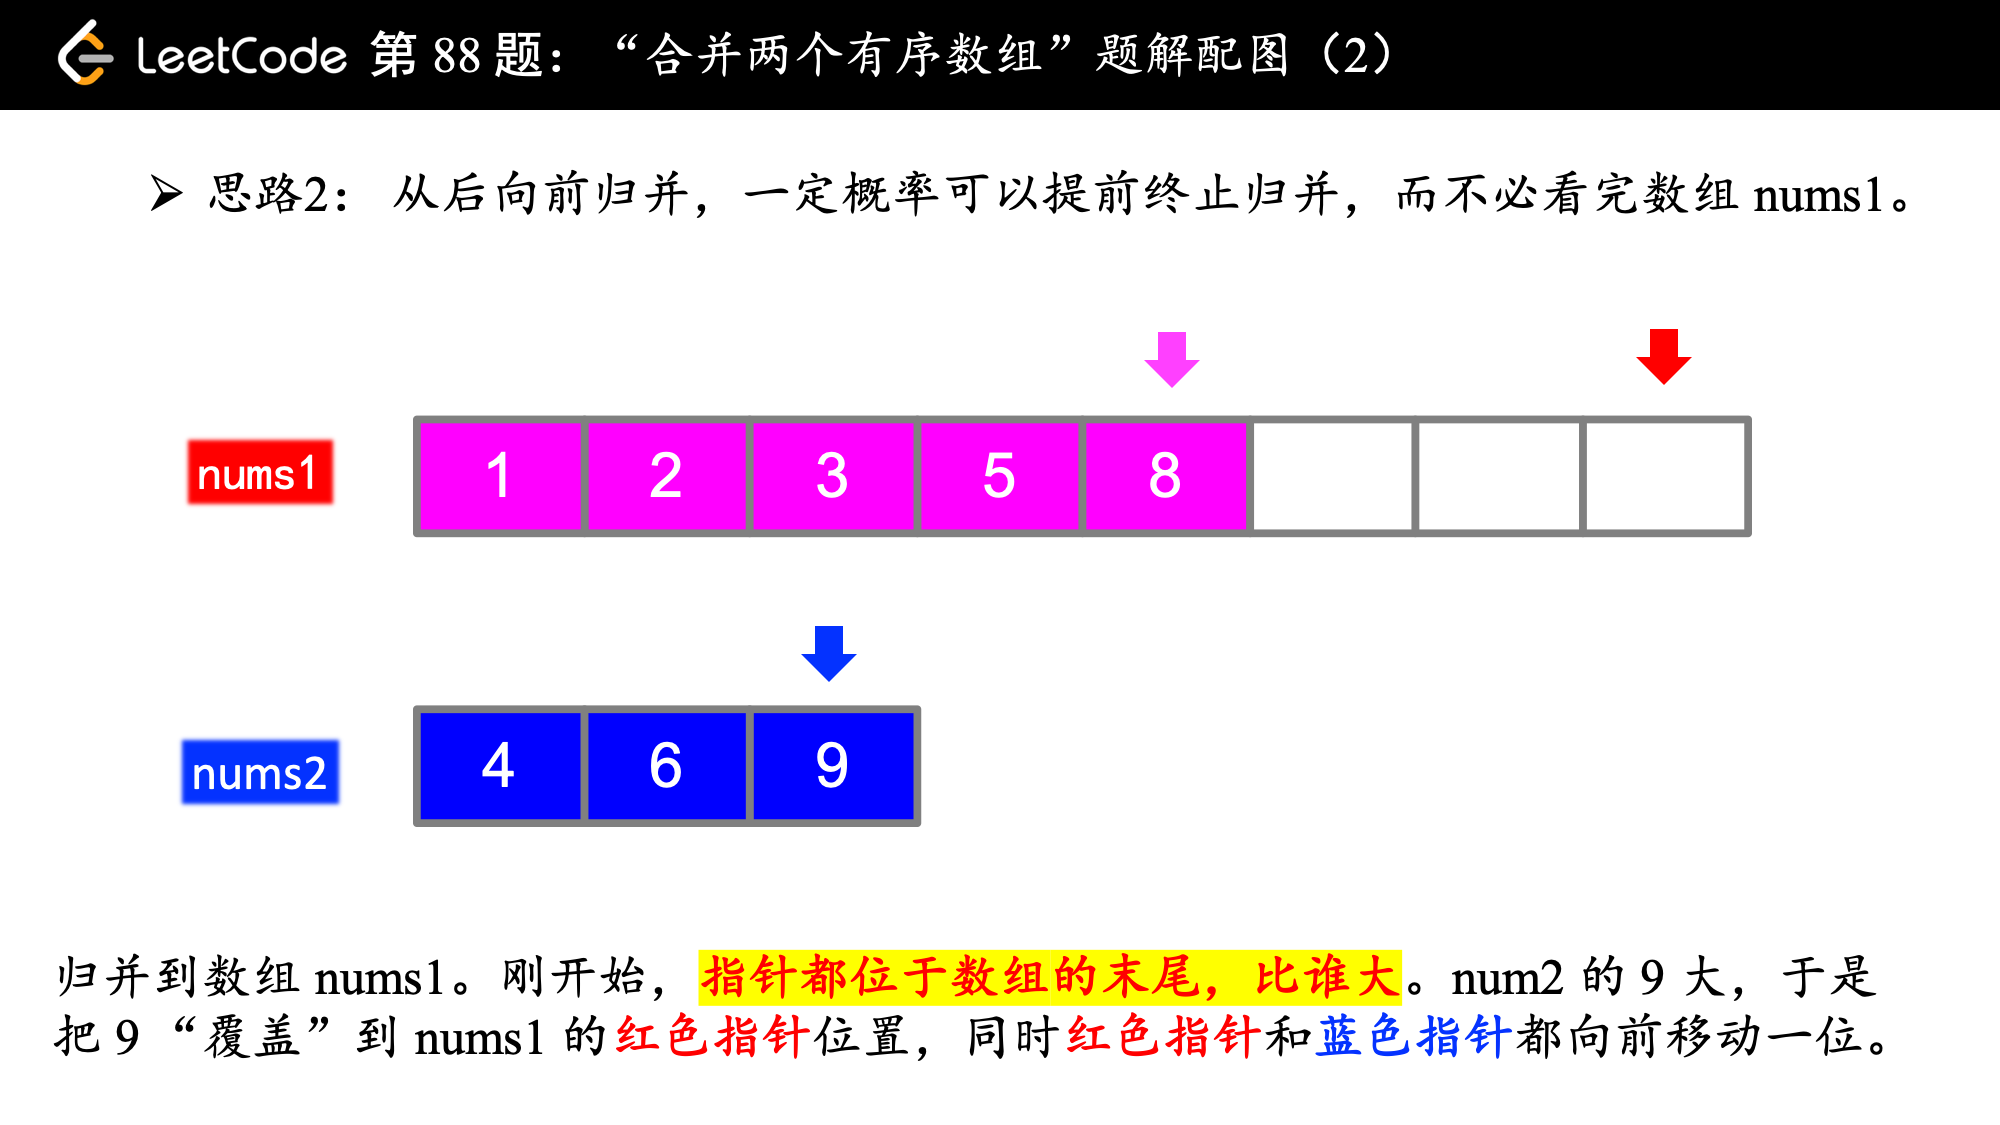 LeetCode 第 88 题：“合并两个有序数组”题解配图（2）
➢ 思路2： 从后向前归并，一定概率可以提前终止归并，而不必看完数组 nums1。
nums1 1 2 3 5 8
nums2 4 6 9
归并到数组 nums1。刚开始，指针都位于数组的末尾，比谁大。num2 的 9 大，于是
把 9 “覆盖”到 nums1 的红色指针位置，同时红色指针和蓝色指针都向前移动一位。